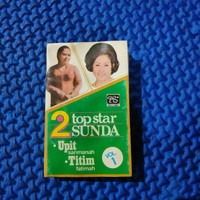 2 top star
SUNDA
• Upit
sarimanah
• Titim
fatimah
VOL.
1